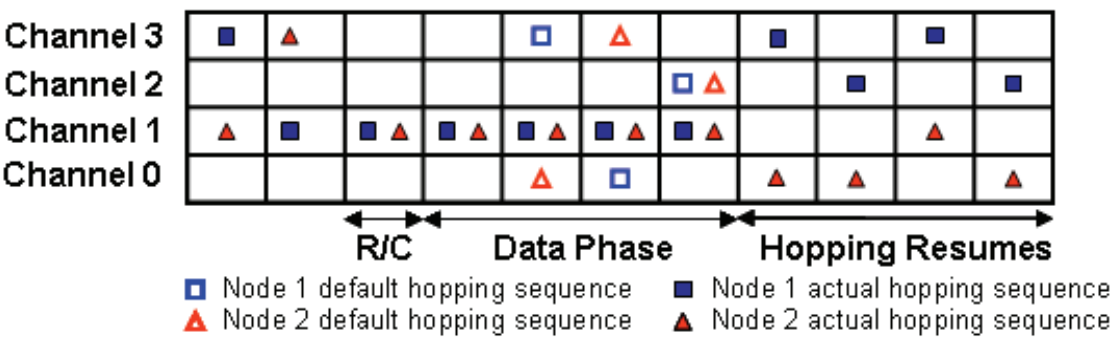 Channel 3
Channel 2
Channel 1
Channel 0
R/C Data Phase Hopping Resumes
Node 1 default hopping sequence Node 1 actual hopping sequence
Node 2 default hopping sequence Node 2 actual hopping sequence